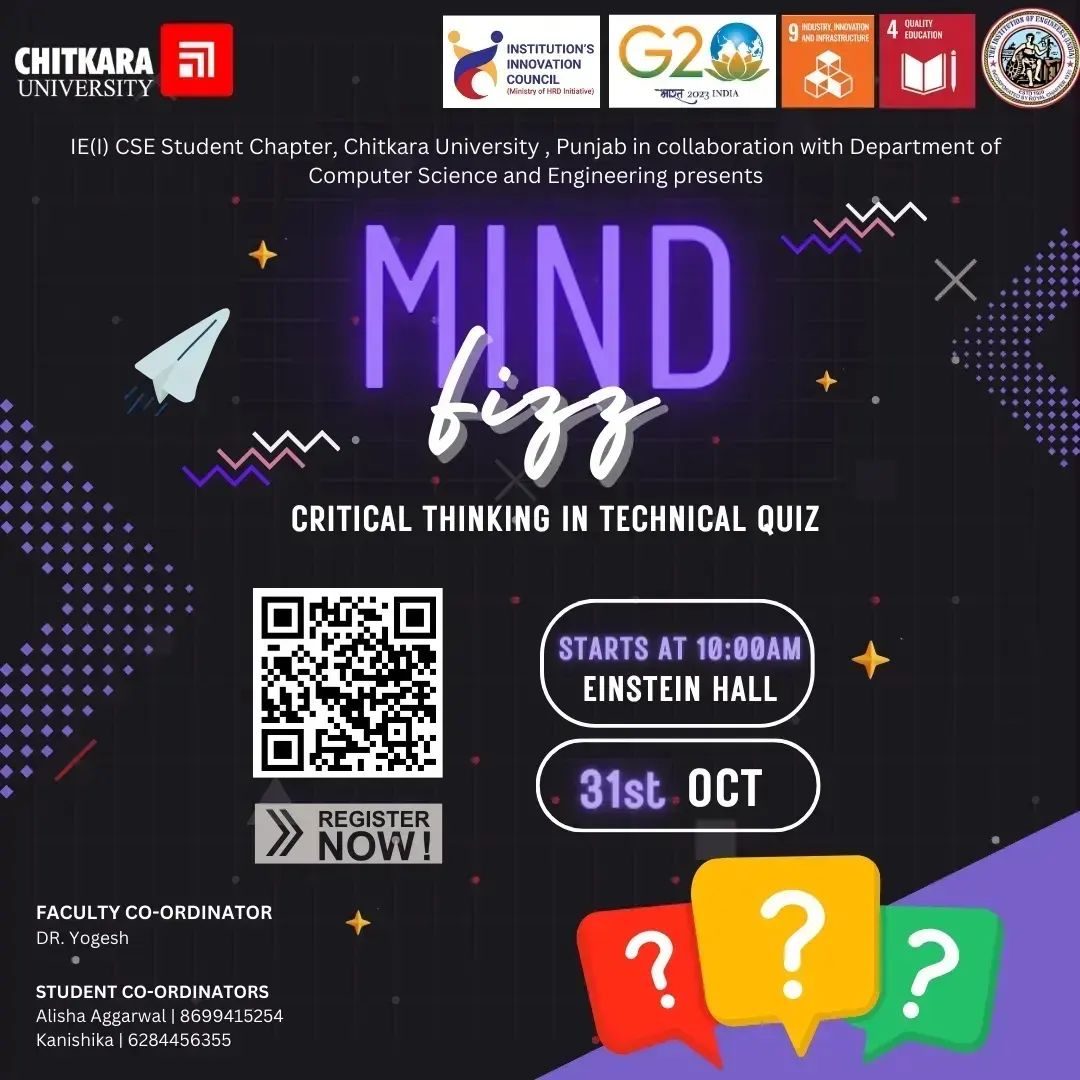 CHITKARA
UNIVERSITY
INSTITUTION'S
INNOVATION
COUNCIL
(Ministry of HRD Initiative)
G20
भारत 2023 INDIA
9 INDUSTRY, INNOVATION
AND INFRASTRUCTURE
4 QUALITY
EDUCATION
IE(I) CSE Student Chapter, Chitkara University , Punjab in collaboration with Department of
Computer Science and Engineering presents
MIND
fizz
CRITICAL THINKING IN TECHNICAL QUIZ
STARTS AT 10:00AM
EINSTEIN HALL
31st OCT
REGISTER
NOW!
FACULTY CO-ORDINATOR
DR. Yogesh
STUDENT CO-ORDINATORS
Alisha Aggarwal | 8699415254
Kanishika | 6284456355
? ? ?